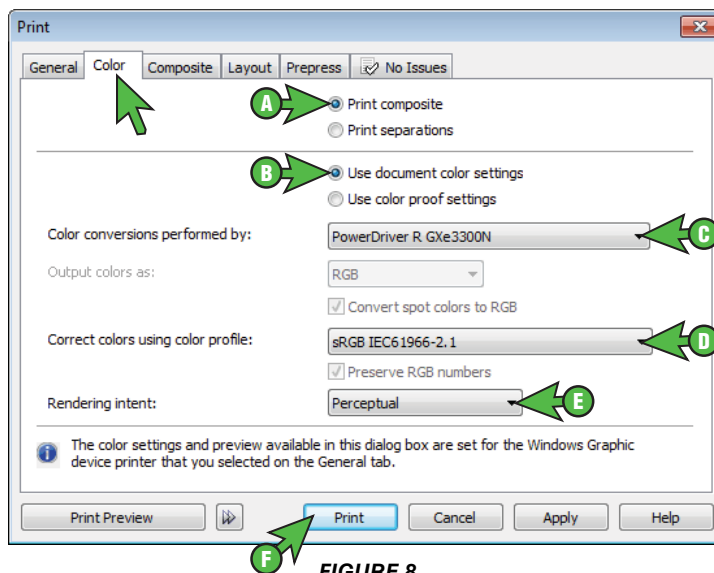 Print
General Color Composite Layout Prepress No Issues
A Print composite
Print separations
B Use document color settings
Use color proof settings
Color conversions performed by: PowerDriver R GXe3300N C
Output colors as: RGB
Convert spot colors to RGB
Correct colors using color profile: sRGB IEC61966-2.1 D
Preserve RGB numbers
Rendering intent: Perceptual E
The color settings and preview available in this dialog box are set for the Windows Graphic
device printer that you selected on the General tab.
Print Preview Print Cancel Apply Help
F
FIGURE 8